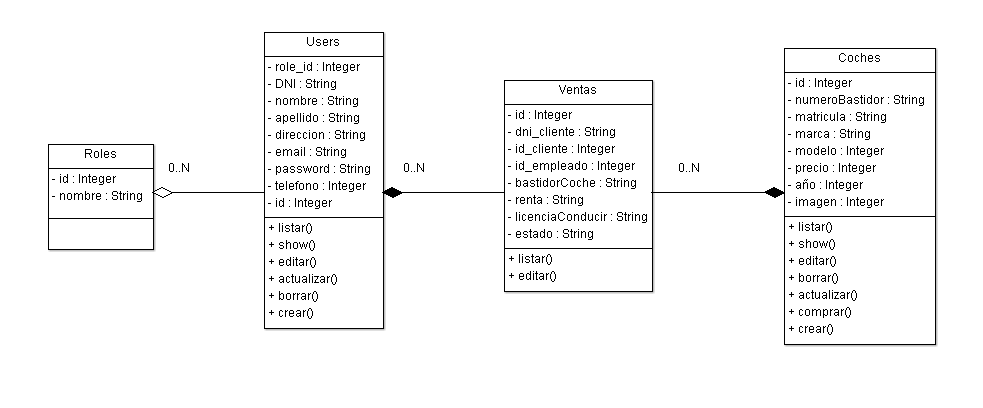 Roles
- id : Integer
- nombre : String
0..N
Users
- role_id : Integer
- DNI : String
- nombre : String
- apellido : String
- direccion : String
- email : String
- password : String
- telefono : Integer
- id : Integer
+ listar()
+ show()
+ editar()
+ actualizar()
+ borrar()
+ crear()
0..N
Ventas
- id : Integer
- dni_cliente : String
- id_cliente : Integer
- id_empleado : Integer
- bastidorCoche : String
- renta : String
- licenciaConducir : String
- estado : String
+ listar()
+ editar()
0..N
Coches
- id : Integer
- numeroBastidor : String
- matricula : String
- marca : String
- modelo : Integer
- precio : Integer
- año : Integer
- imagen : Integer
+ listar()
+ show()
+ editar()
+ borrar()
+ actualizar()
+ comprar()
+ crear()